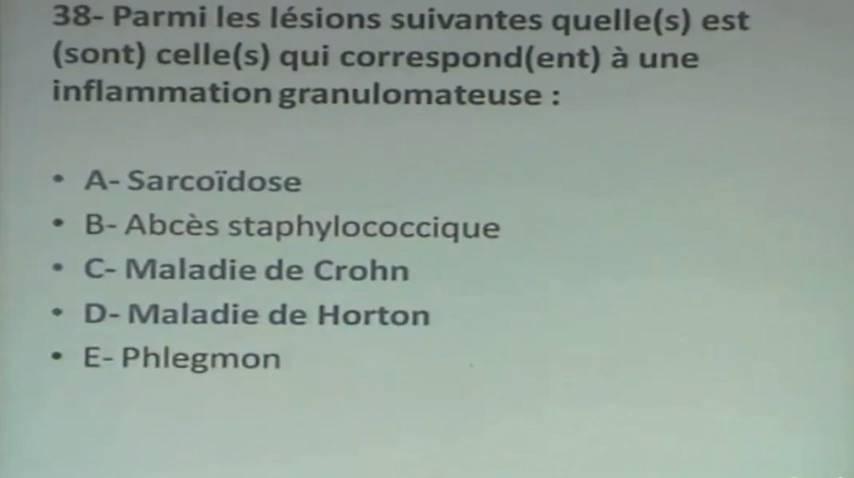 38- Parmi les lésions suivantes quelle(s) est
(sont) celle(s) qui correspond(ent) à une
inflammation granulomateuse :
• A- Sarcoïdose
• B- Abcès staphylococcique
• C- Maladie de Crohn
• D- Maladie de Horton
• E- Phlegmon